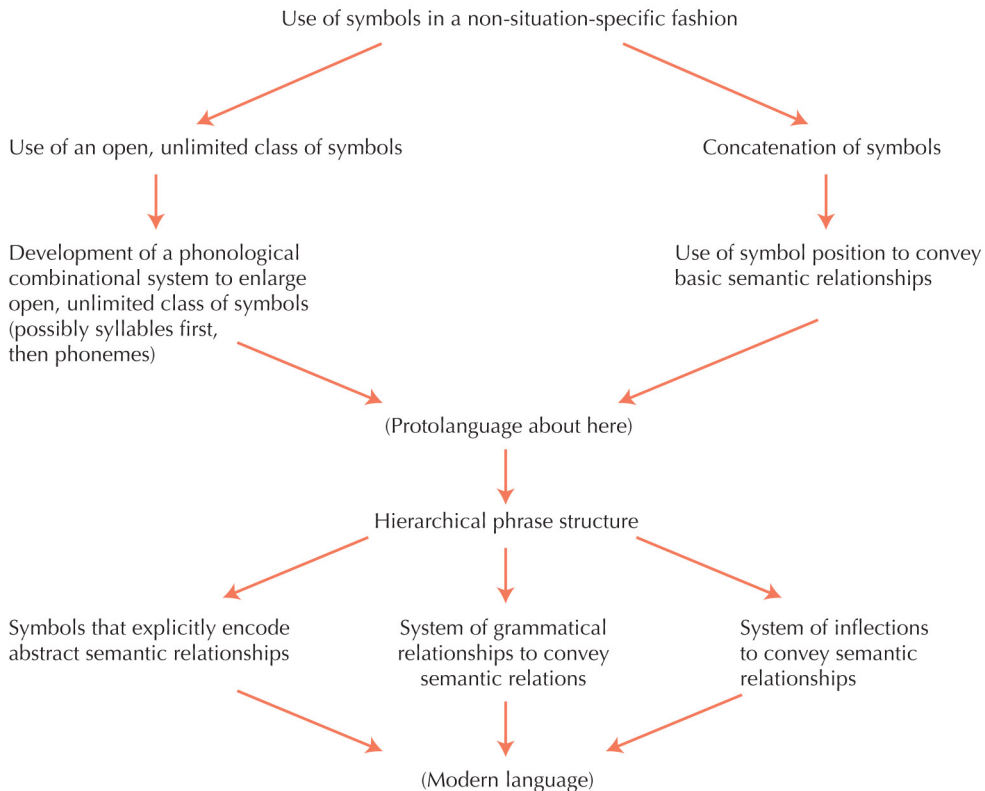 Use of symbols in a non-situation-specific fashion
Use of an open, unlimited class of symbols
Concatenation of symbols
Development of a phonological
combinational system to enlarge
open, unlimited class of symbols
(possibly syllables first,
then phonemes)
Use of symbol position to convey
basic semantic relationships
(Protolanguage about here)
Hierarchical phrase structure
Symbols that explicitly encode
abstract semantic relationships
System of grammatical
relationships to convey
semantic relations
System of inflections
to convey semantic
relationships
(Modern language)